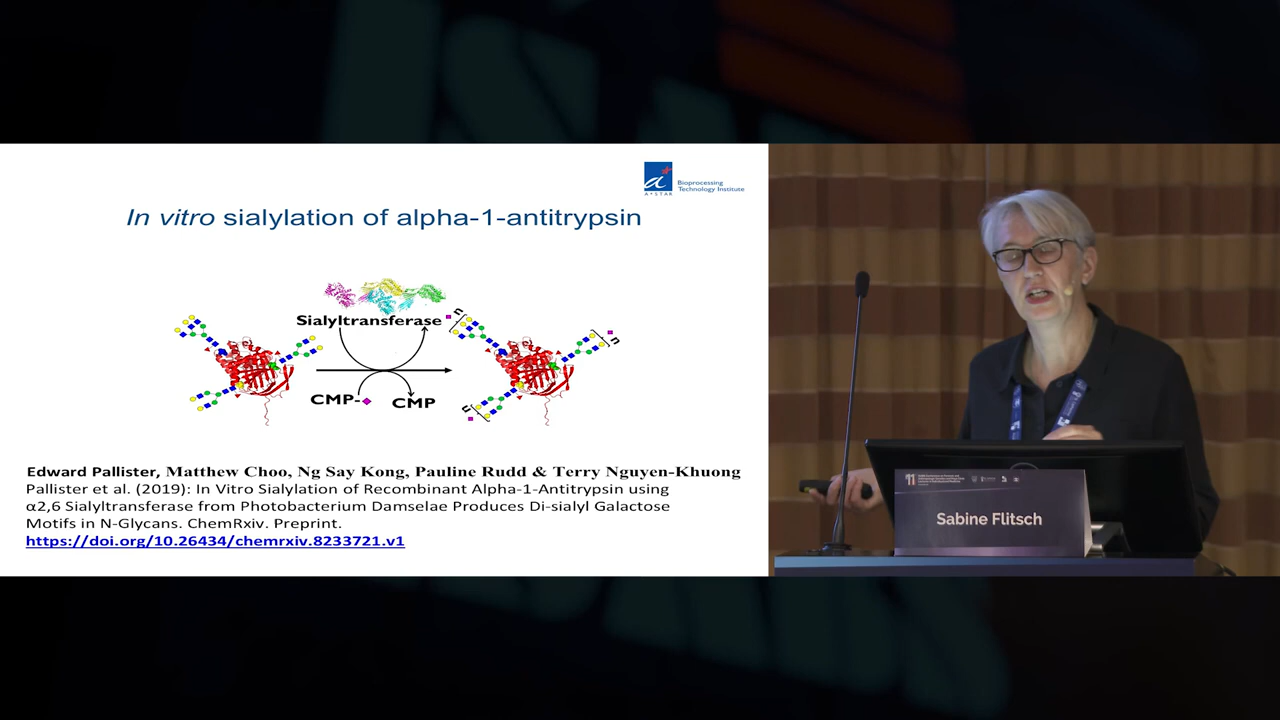 a
A*STAR
Bioprocessing
Technology Institute
In vitro sialylation of alpha-1-antitrypsin
Sialyltransferase
n
n
CMP-
CMP
n
Edward Pallister, Matthew Choo, Ng Say Kong, Pauline Rudd & Terry Nguyen-Khuong
Pallister et al. (2019): In Vitro Sialylation of Recombinant Alpha-1-Antitrypsin using
α2,6 Sialyltransferase from Photobacterium Damselae Produces Di-sialyl Galactose
Motifs in N-Glycans. ChemRxiv. Preprint.
https://doi.org/10.26434/chemrxiv.8233721.v1
11
Sabine Flitsch